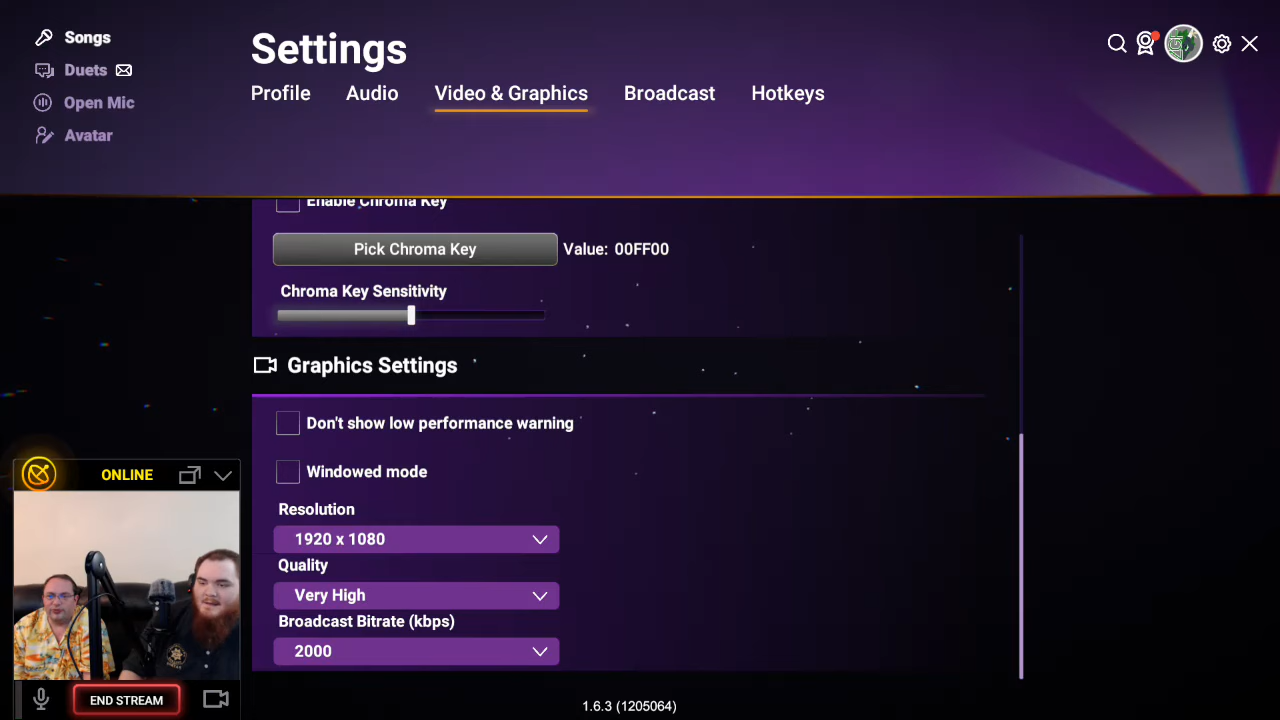 Songs
Duets
Open Mic
Avatar
Settings
Profile Audio Video & Graphics Broadcast Hotkeys
Enable Chroma Key
Pick Chroma Key Value: 00FF00
Chroma Key Sensitivity
Graphics Settings
Don't show low performance warning
Windowed mode
Resolution
1920 x 1080
Quality
Very High
Broadcast Bitrate (kbps)
2000
ONLINE
END STREAM
1.6.3 (1205064)